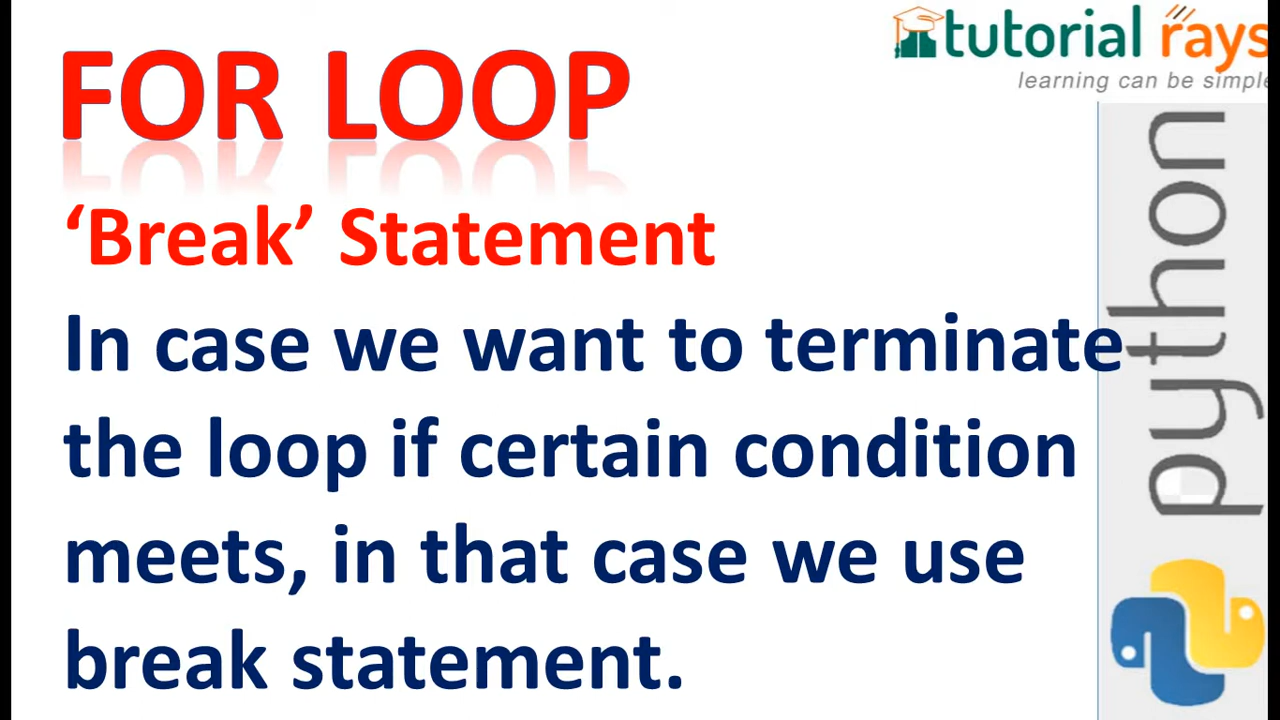 tutorial rays
learning can be simple
FOR LOOP
‘Break’ Statement
In case we want to terminate
the loop if certain condition
meets, in that case we use
break statement.
python